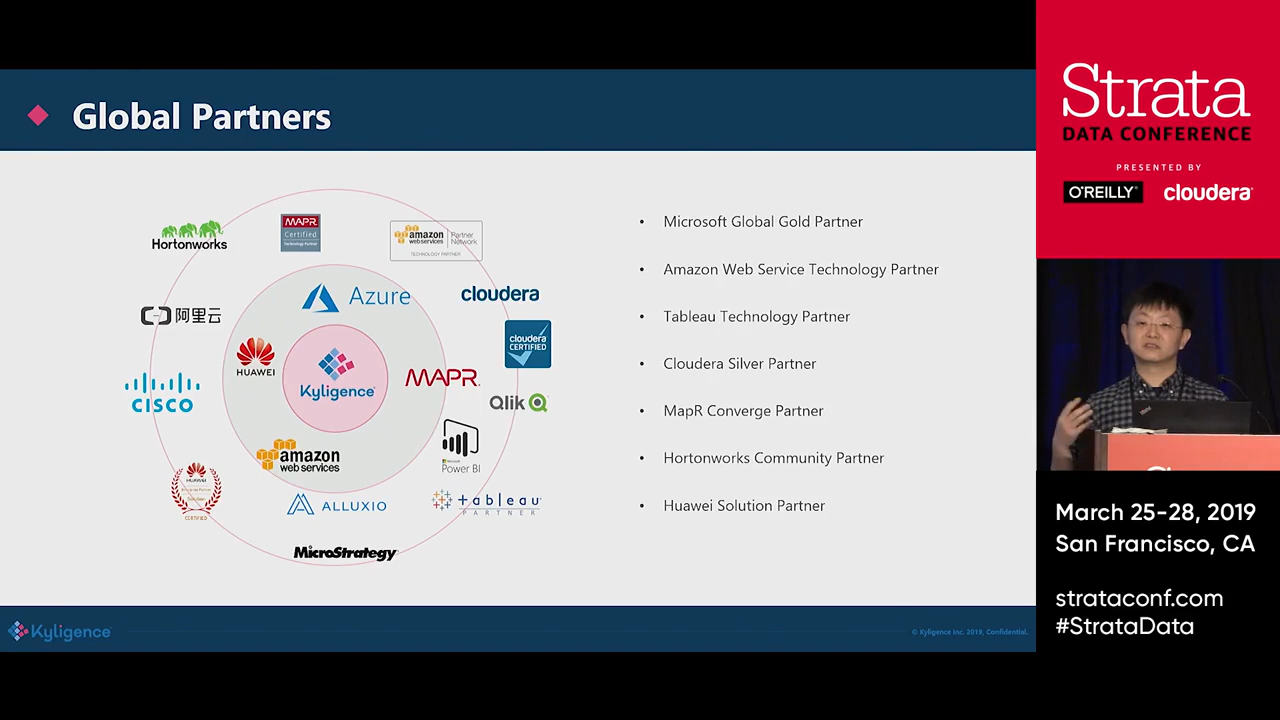 Global Partners
Hortonworks
MAPR
Certified
Technology Partner
amazon
web services
Partner
Network
TECHNOLOGY PARTNER
Azure
cloudera
阿里云
HUAWEI
cloudera
CERTIFIED
Kyligence
MAPR
CISCO
Qlik
amazon
web services
Microsoft
Power BI
HUAWEI
CERTIFIED
ALLUXIO
tableau
PARTNER
MicroStrategy
• Microsoft Global Gold Partner
• Amazon Web Service Technology Partner
• Tableau Technology Partner
• Cloudera Silver Partner
• MapR Converge Partner
• Hortonworks Community Partner
• Huawei Solution Partner
Kyligence
© Kyligence Inc. 2019, Confidential.
Strata
DATA CONFERENCE
PRESENTED BY
O'REILLY®
cloudera®
March 25-28, 2019
San Francisco, CA
strataconf.com
#StrataData